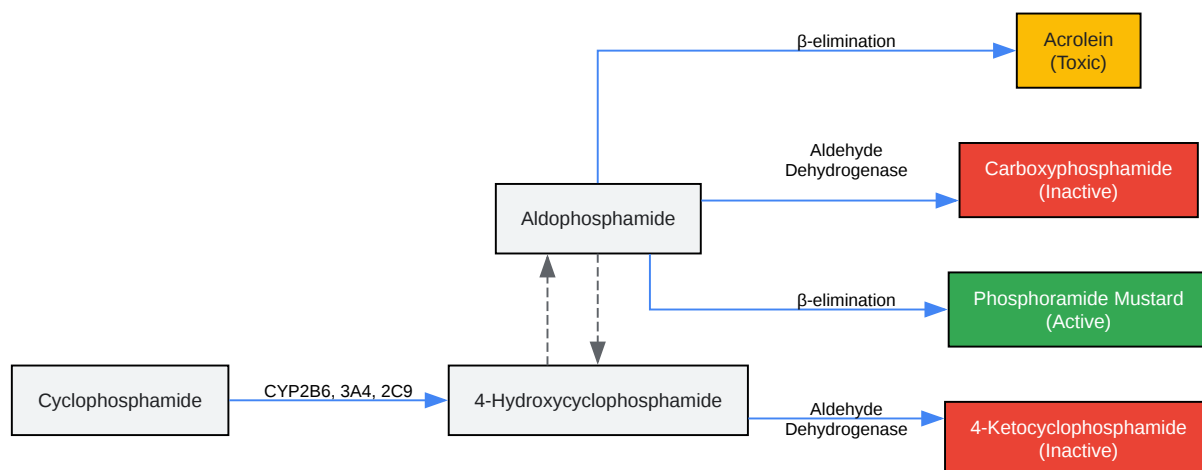 β-elimination
Acrolein
(Toxic)
Aldehyde
Dehydrogenase
Carboxyphosphamide
(Inactive)
Aldophosphamide
β-elimination
Phosphoramide Mustard
(Active)
Cyclophosphamide
CYP2B6, 3A4, 2C9
4-Hydroxycyclophosphamide
Aldehyde
Dehydrogenase
4-Ketocyclophosphamide
(Inactive)